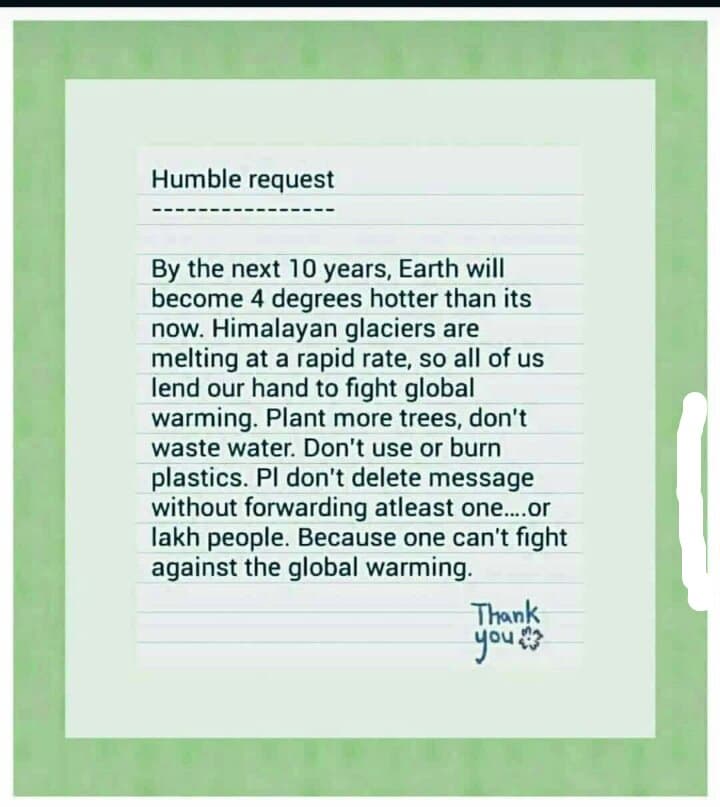 Humble request
-----------------
By the next 10 years, Earth will
become 4 degrees hotter than its
now. Himalayan glaciers are
melting at a rapid rate, so all of us
lend our hand to fight global
warming. Plant more trees, don't
waste water. Don't use or burn
plastics. Pl don't delete message
without forwarding atleast one....or
lakh people. Because one can't fight
against the global warming.
Thank
you